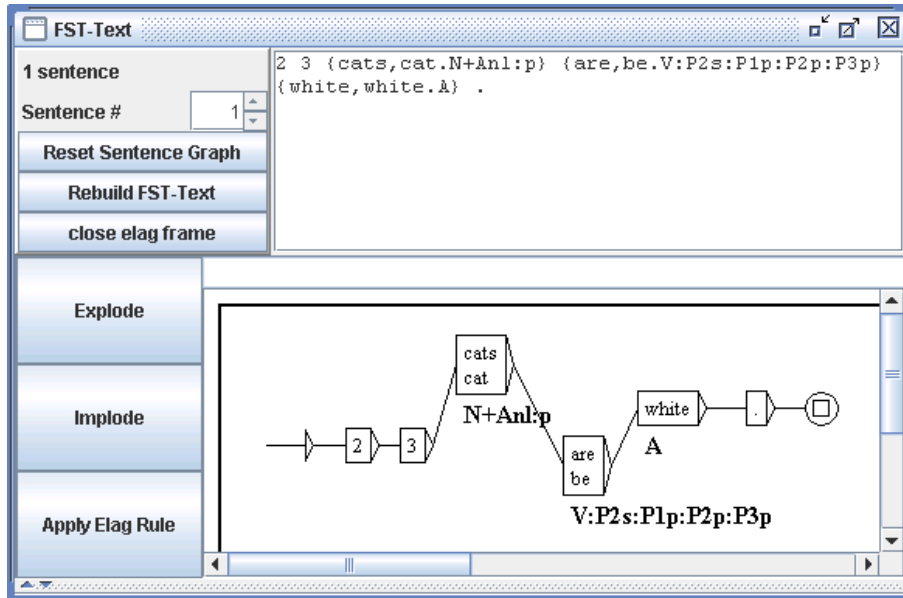 FST-Text
1 sentence
Sentence # 1
Reset Sentence Graph
Rebuild FST-Text
close elag frame
2 3 {cats,cat.N+Anl:p} {are,be.V:P2s:P1p:P2p:P3p}
{white,white.A} .
Explode
Implode
Apply Elag Rule
2
3
cats
cat
N+Anl:p
are
be
V:P2s:P1p:P2p:P3p
white
A
.